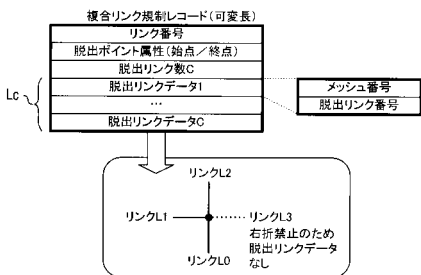 複合リンク規制レコード(可変長)
リンク番号
脱出ポイント属性(始点／終点)
脱出リンク数C
脱出リンクデータ1
…
脱出リンクデータC
Lc
メッシュ番号
脱出リンク番号
リンクL2
リンクL1
リンクL3
右折禁止のため
脱出リンクデータ
なし
リンクL0